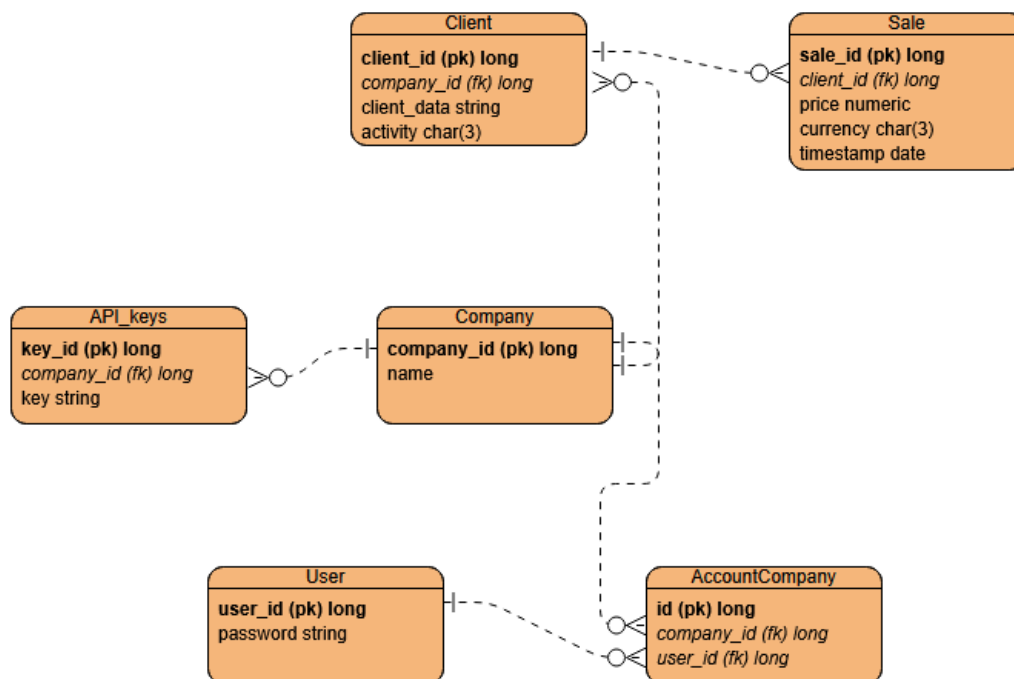 Client
client_id (pk) long
company_id (fk) long
client_data string
activity char(3)
Sale
sale_id (pk) long
client_id (fk) long
price numeric
currency char(3)
timestamp date
API_keys
key_id (pk) long
company_id (fk) long
key string
Company
company_id (pk) long
name
User
user_id (pk) long
password string
AccountCompany
id (pk) long
company_id (fk) long
user_id (fk) long